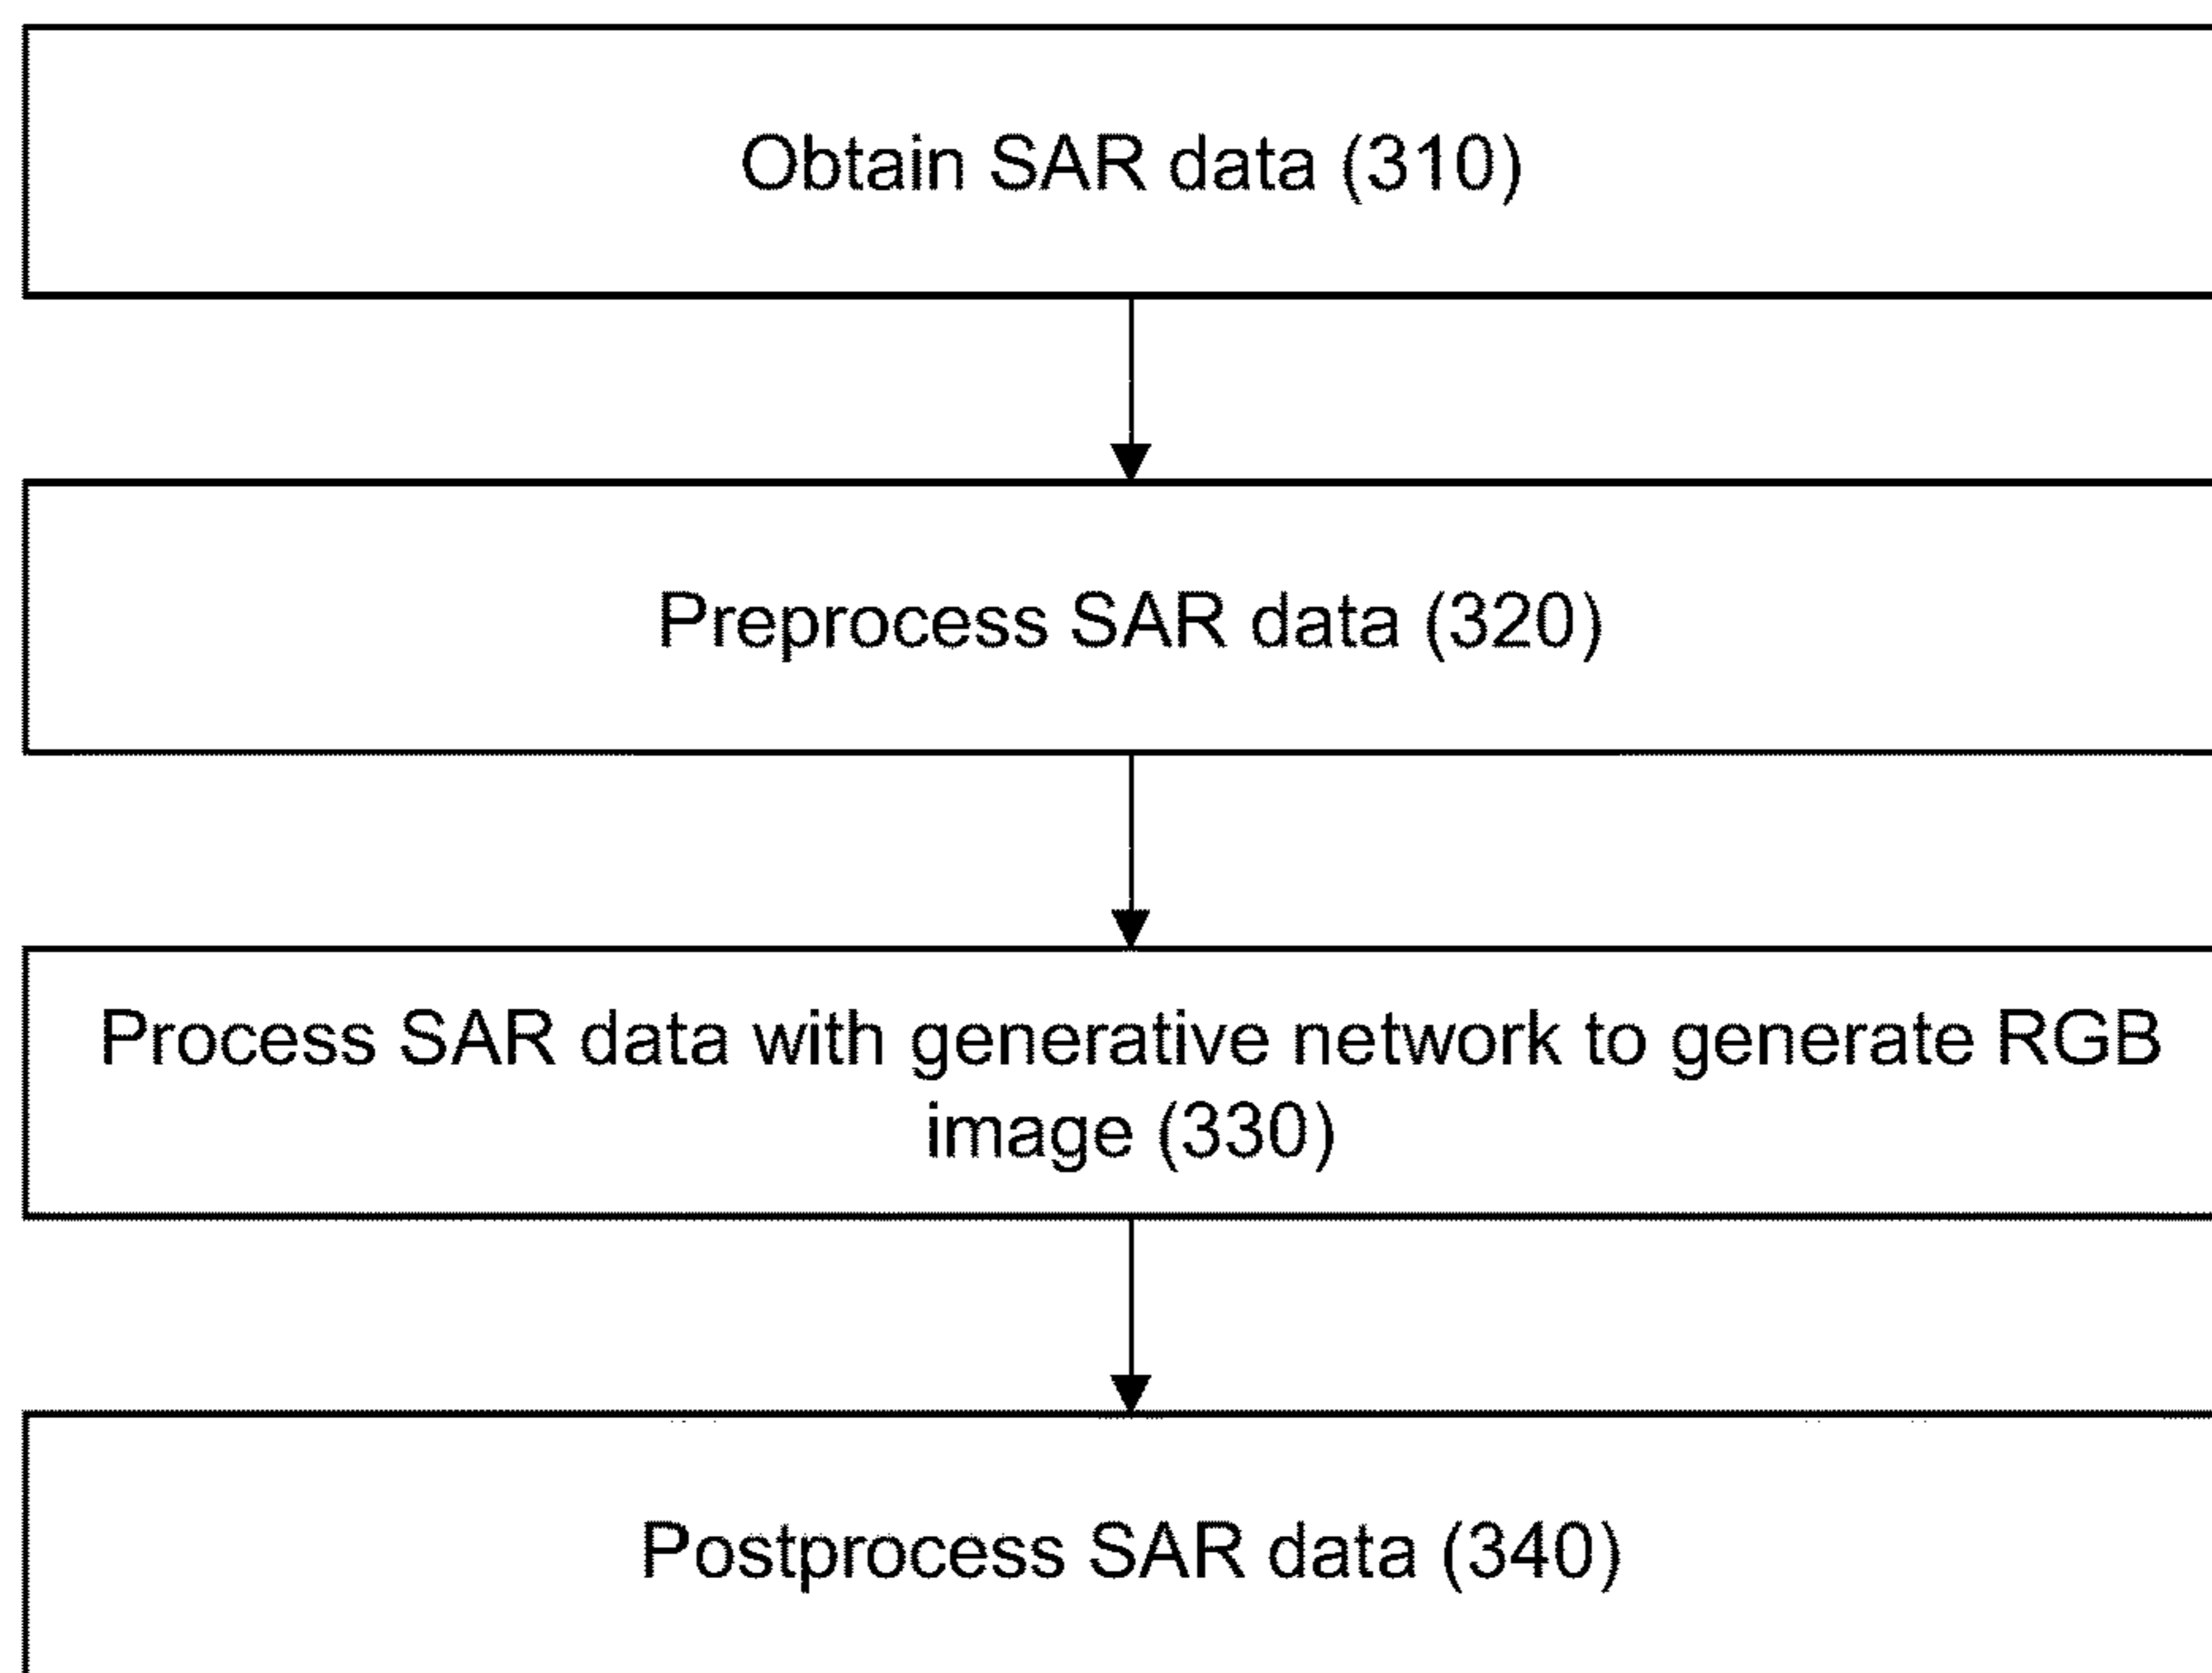 Obtain SAR data (310)
Preprocess SAR data (320)
Process SAR data with generative network to generate RGB
image (330)
Postprocess SAR data (340)